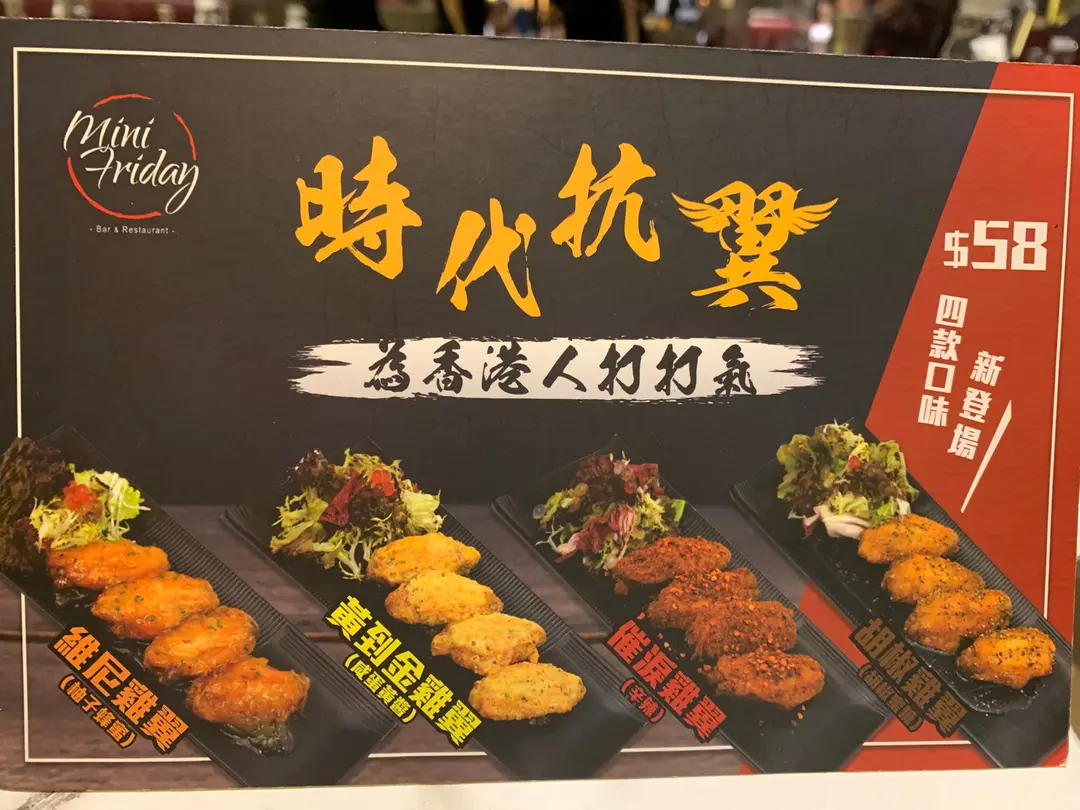 Mini
Friday
- Bar & Restaurant -
時代抗翼
為香港人打打氣
$58
四款口味
新登場
維尼雞翼
(柚子蜂蜜)
黃到金雞翼
(咸蛋黃醬)
催淚雞翼
(辛辣)
胡椒雞翼